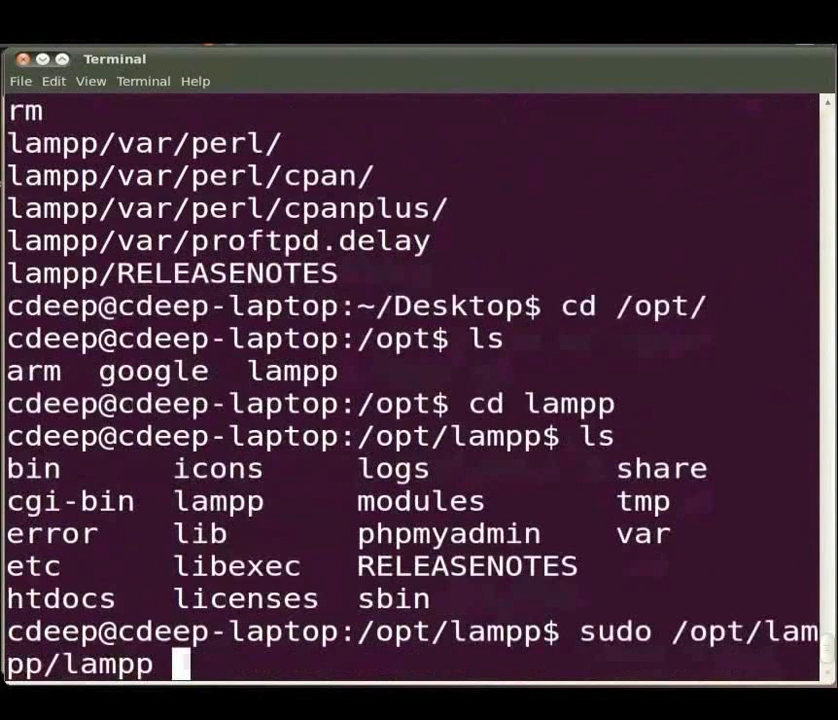 Terminal
File Edit View Terminal Help
rm
lampp/var/perl/
lampp/var/perl/cpan/
lampp/var/perl/cpanplus/
lampp/var/proftpd.delay
lampp/RELEASENOTES
cdeep@cdeep-laptop:~/Desktop$ cd /opt/
cdeep@cdeep-laptop:/opt$ ls
arm google lampp
cdeep@cdeep-laptop:/opt$ cd lampp
cdeep@cdeep-laptop:/opt/lampp$ ls
bin icons logs share
cgi-bin lampp modules tmp
error lib phpmyadmin var
etc libexec RELEASENOTES
htdocs licenses sbin
cdeep@cdeep-laptop:/opt/lampp$ sudo /opt/lam
pp/lampp